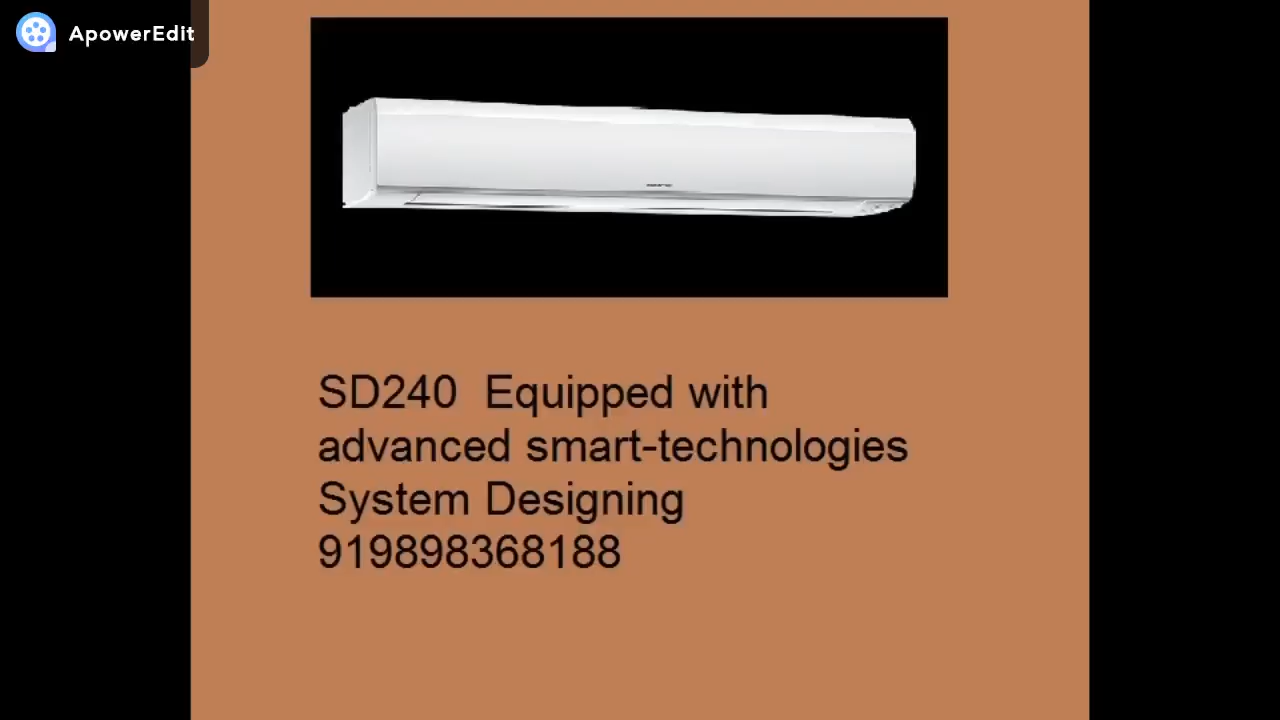 ApowerEdit
SD240  Equipped with
advanced smart-technologies
System Designing
919898368188